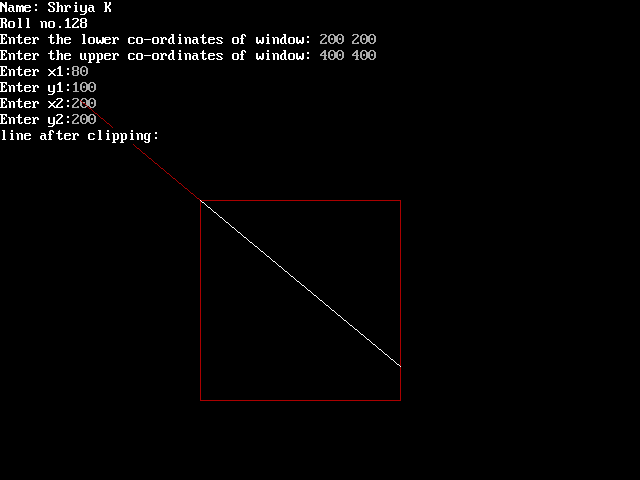 Name: Shriya K
Roll no.128
Enter the lower co-ordinates of window: 200 200
Enter the upper co-ordinates of window: 400 400
Enter x1:80
Enter y1:100
Enter x2:200
Enter y2:200
line after clipping: